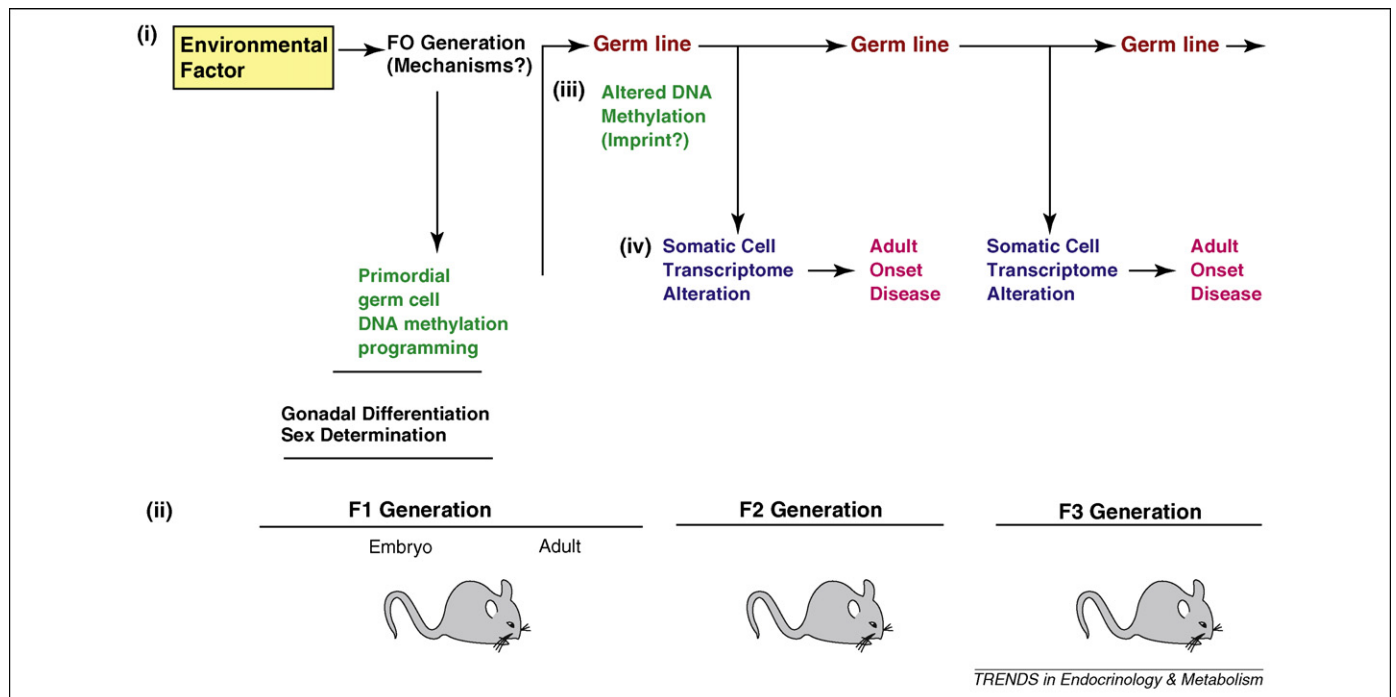 (i)
Environmental
Factor
FO Generation
(Mechanisms?)
Germ line
Germ line
Germ line
(iii)
Altered DNA
Methylation
(Imprint?)
(iv)
Somatic Cell
Transcriptome
Alteration
Adult
Onset
Disease
Somatic Cell
Transcriptome
Alteration
Adult
Onset
Disease
Primordial
germ cell
DNA methylation
programming
Gonadal Differentiation
Sex Determination
(ii)
F1 Generation
F2 Generation
F3 Generation
Embryo
Adult
TRENDS in Endocrinology & Metabolism